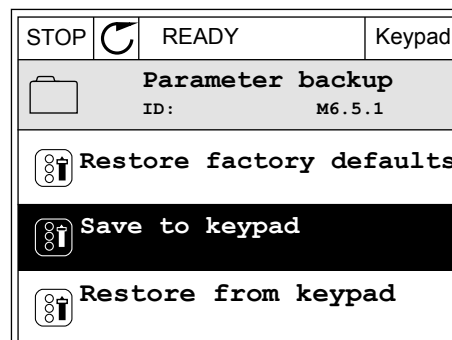 STOP READY Keypad
Parameter backup
ID: M6.5.1
Restore factory defaults
Save to keypad
Restore from keypad